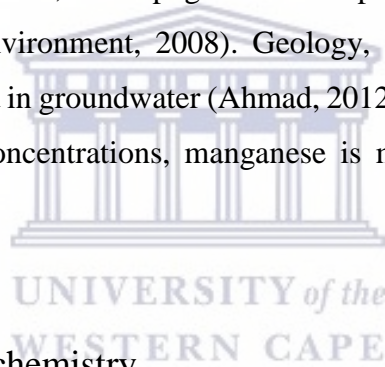 nvironment, 2008). Geology,
in groundwater (Ahmad, 2012
oncentrations, manganese is
UNIVERSITY of the
WESTERN CAPE
chemistry